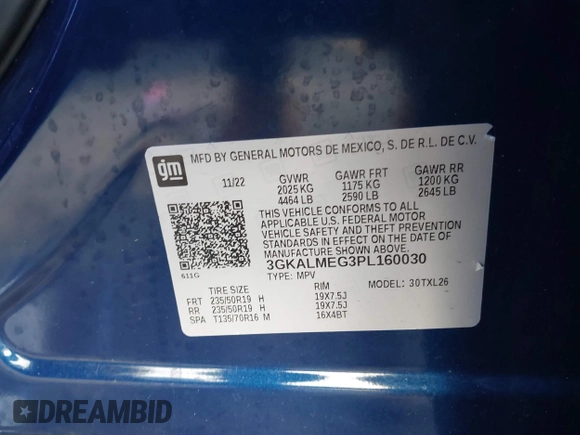 gm
MFD BY GENERAL MOTORS DE MEXICO, S. DE R.L. DE C.V.
11/22 GVWR GAWR FRT GAWR RR
2025 KG 1175 KG 1200 KG
4464 LB 2590 LB 2645 LB
THIS VEHICLE CONFORMS TO ALL
APPLICABLE U.S. FEDERAL MOTOR
VEHICLE SAFETY AND THEFT PREVENTION
STANDARDS IN EFFECT ON THE DATE OF
MANUFACTURE SHOWN ABOVE.
611G
3GKALMEG3PL160030
TYPE: MPV
TIRE SIZE RIM MODEL: 30TXL26
FRT 235/50R19 H 19X7.5J
RR 235/50R19 H 19X7.5J
SPA T135/70R16 M 16X4BT
DREAMBID